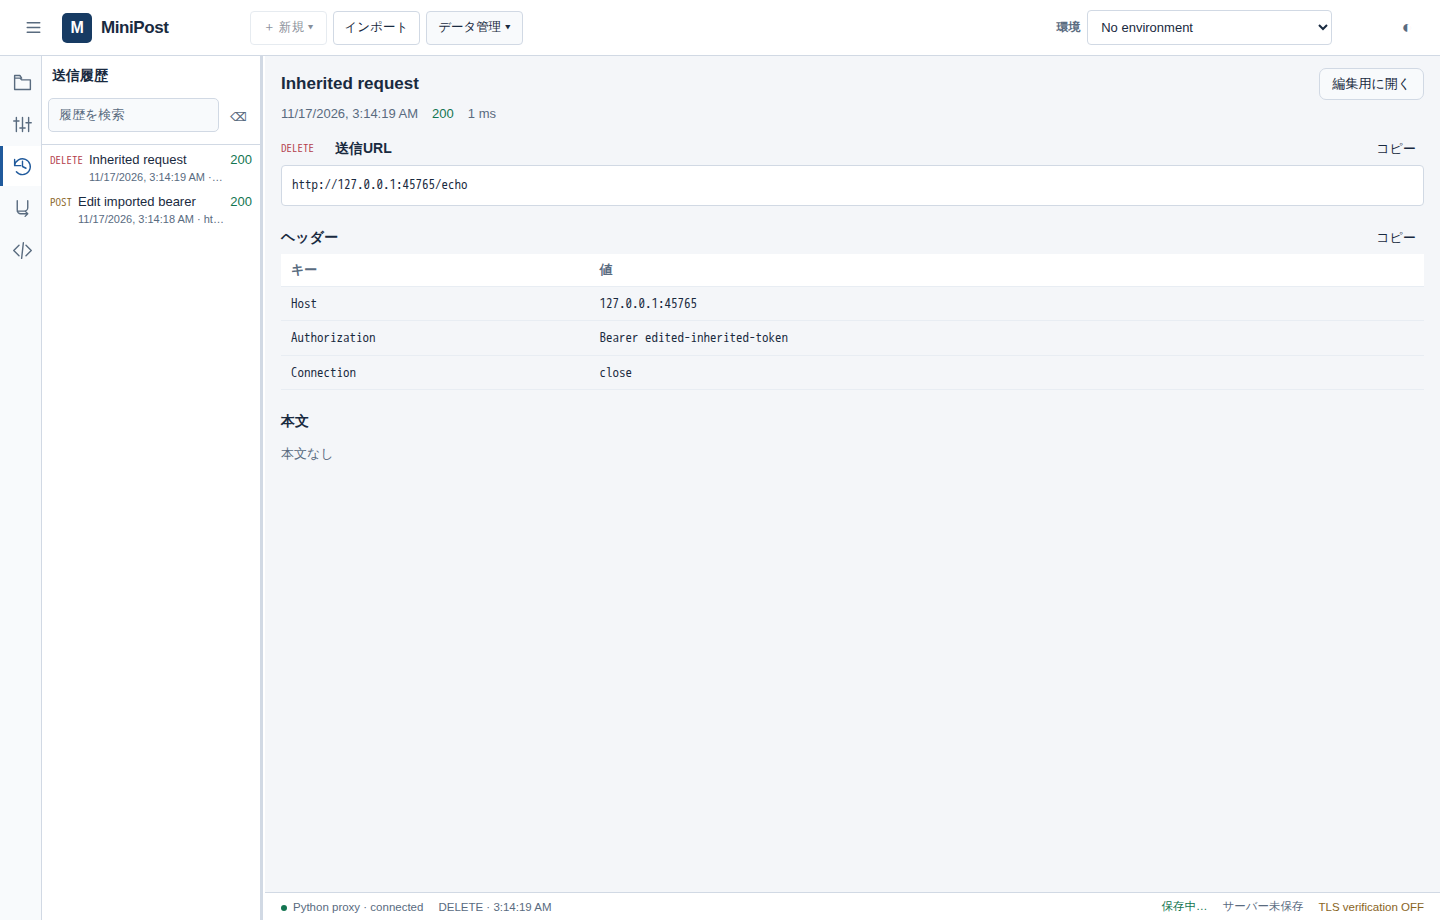 M MiniPost
＋ 新規 ▾
インポート
データ管理 ▾
環境
No environment
送信履歴
履歴を検索
DELETE Inherited request 200
11/17/2026, 3:14:19 AM ·…
POST Edit imported bearer 200
11/17/2026, 3:14:18 AM · ht…
Inherited request
編集用に開く
11/17/2026, 3:14:19 AM 200 1 ms
DELETE 送信URL コピー
http://127.0.0.1:45765/echo
ヘッダー コピー
キー 値
Host 127.0.0.1:45765
Authorization Bearer edited-inherited-token
Connection close
本文
本文なし
Python proxy · connected DELETE · 3:14:19 AM
保存中… サーバー未保存 TLS verification OFF